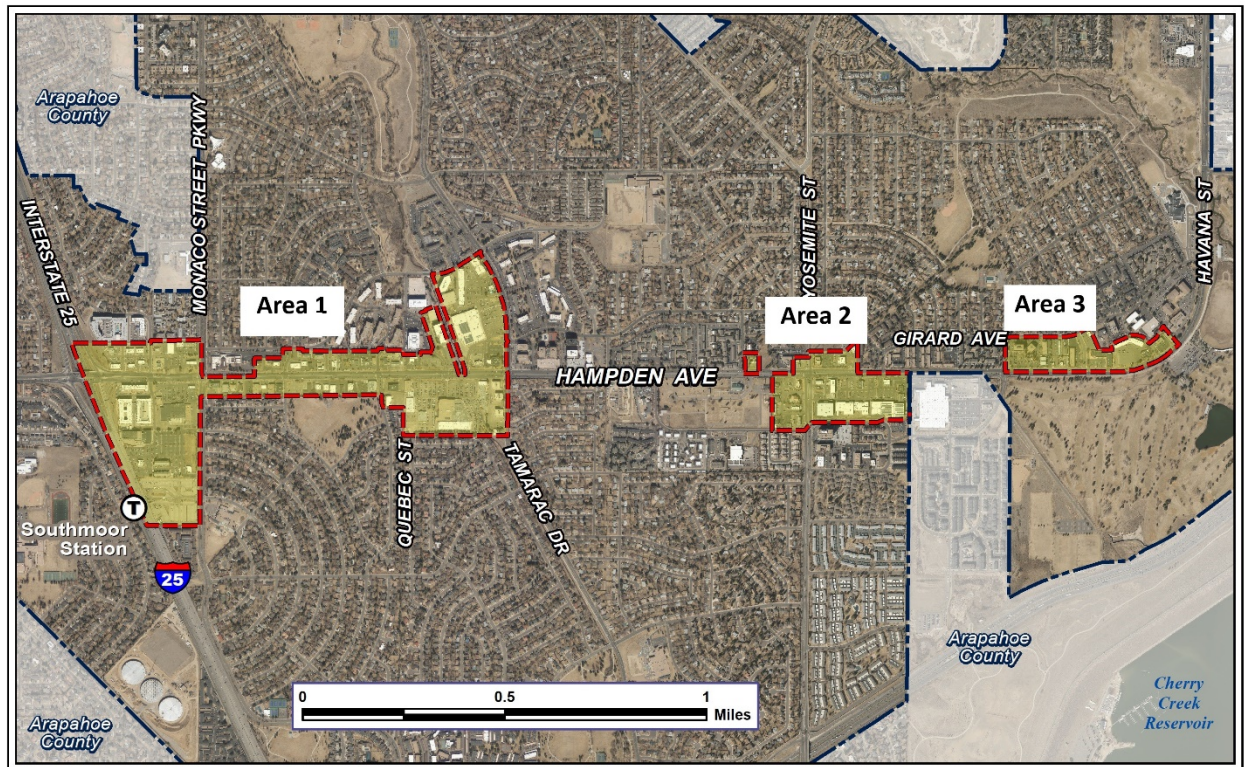 Arapahoe
County
MONACO STREET PKWY
INTERSTATE 25
YOSEMITE ST
HAVANA ST
Area 1
Area 2
Area 3
GIRARD AVE
HAMPDEN AVE
QUEBEC ST
TAMARAC DR
T
Southmoor
Station
25
Arapahoe
County
Arapahoe
County
Cherry
Creek
Reservoir
0 0.5 1
Miles